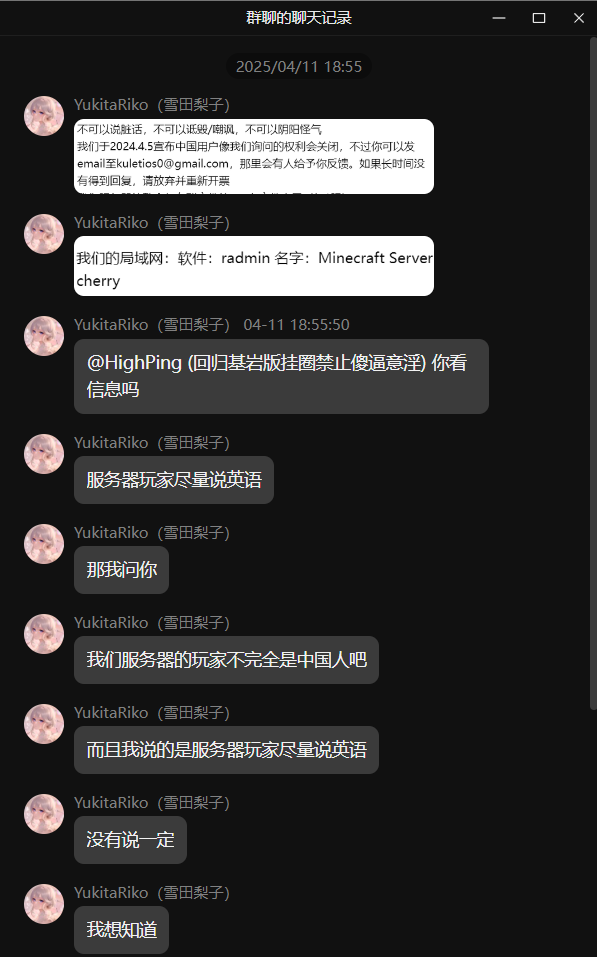 群聊的聊天记录
2025/04/11 18:55
YukitaRiko（雪田梨子）
不可以说脏话，不可以诋毁/嘲讽，不可以阴阳怪气
我们于2024.4.5宣布中国用户像我们询问的权利会关闭，不过你可以发
email至kuletios0@gmail.com，那里会有人给予你反馈。如果长时间没
有得到回复，请放弃并重新开票
YukitaRiko（雪田梨子）
我们的局域网：软件：radmin 名字：Minecraft Server
cherry
YukitaRiko（雪田梨子） 04-11 18:55:50
@HighPing (回归基岩版挂圈禁止傻逼意淫) 你看
信息吗
YukitaRiko（雪田梨子）
服务器玩家尽量说英语
YukitaRiko（雪田梨子）
那我问你
YukitaRiko（雪田梨子）
我们服务器的玩家不完全是中国人吧
YukitaRiko（雪田梨子）
而且我说的是服务器玩家尽量说英语
YukitaRiko（雪田梨子）
没有说一定
YukitaRiko（雪田梨子）
我想知道